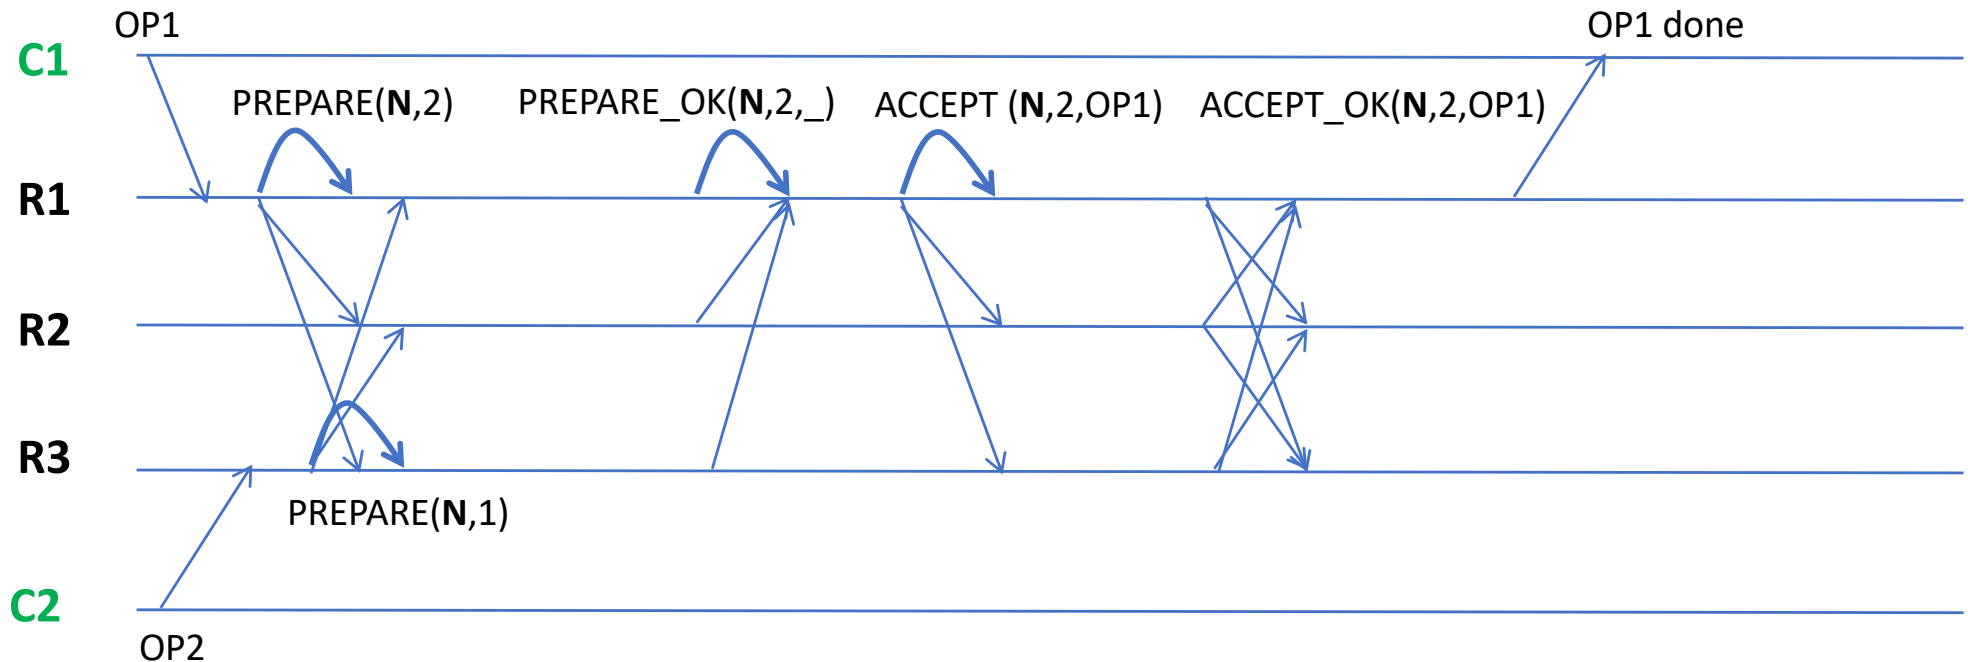 OP1
OP1 done
C1
PREPARE(N,2)
PREPARE_OK(N,2,_)
ACCEPT (N,2,OP1)
ACCEPT_OK(N,2,OP1)
R1
R2
R3
PREPARE(N,1)
C2
OP2